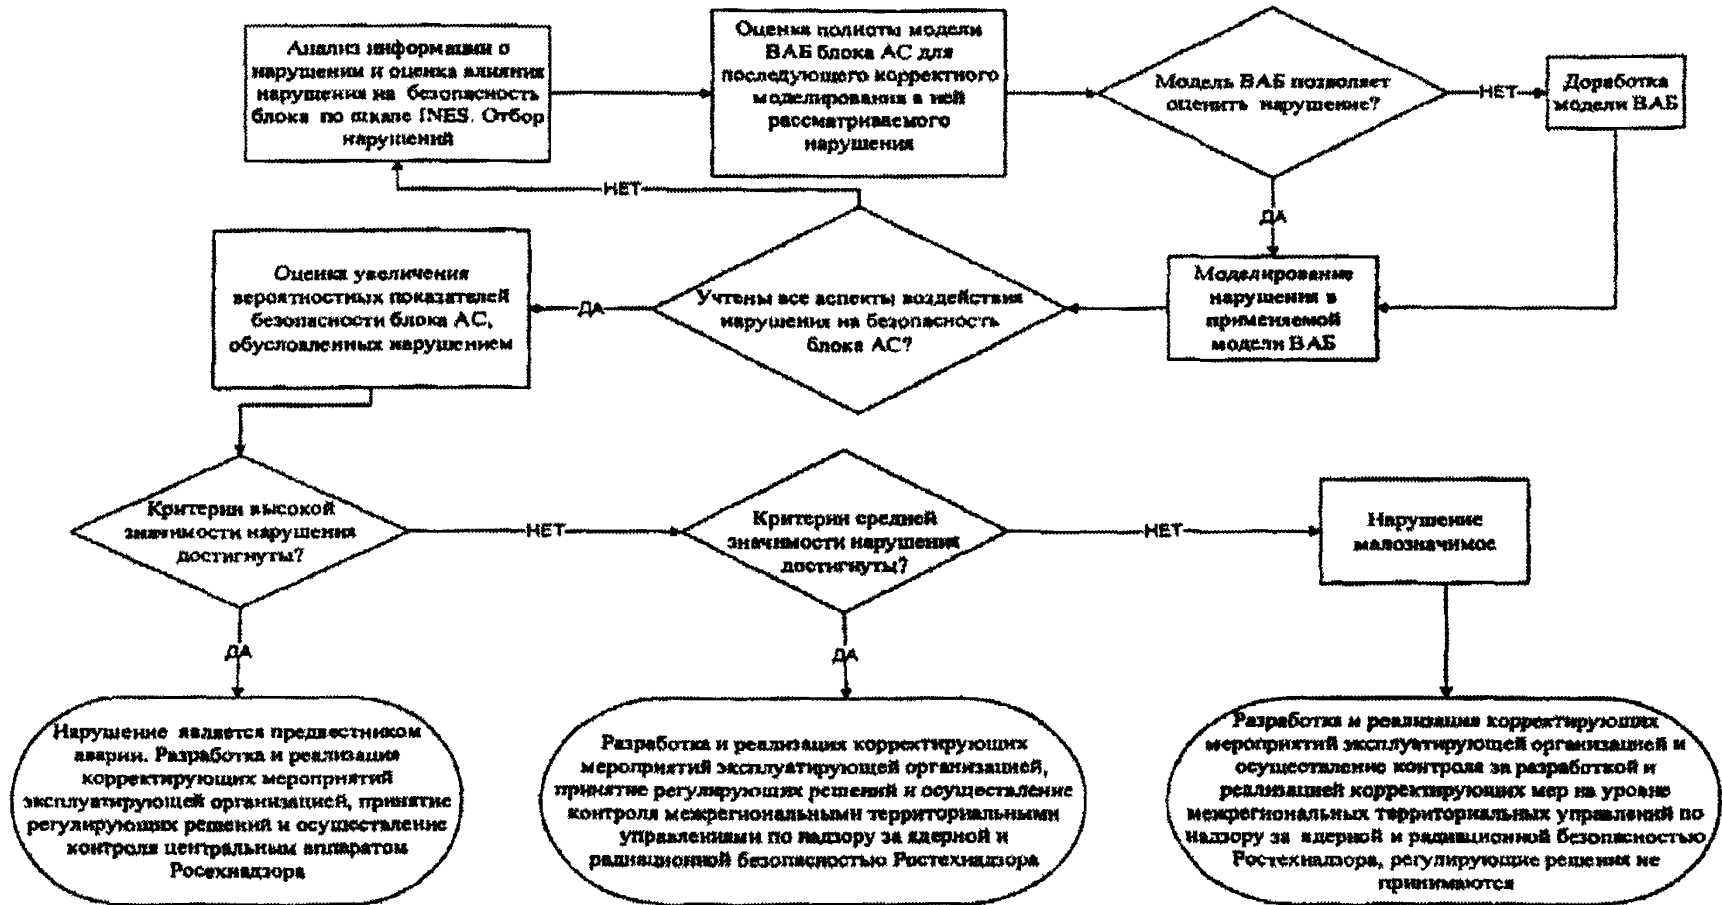 Анализ информации о
нарушении и оценка влияния
нарушения на безопасность
блока по шкале INES. Отбор
нарушений
Оценка полноты модели
ВАБ блока АС для
последующего корректного
моделирования в ней
рассматриваемого
нарушения
Модель ВАБ позволяет
оценить нарушение?
НЕТ
Доработка
модели ВАБ
ДА
Моделирование
нарушения в
применяемой
модели ВАБ
Учтены все аспекты воздействия
нарушения на безопасность
блока АС?
НЕТ
ДА
Оценка увеличения
вероятностных показателей
безопасности блока АС,
обусловленных нарушением
Критерии высокой
значимости нарушения
достигнуты?
НЕТ
Критерии средней
значимости нарушения
достигнуты?
НЕТ
Нарушение
малозначимое
ДА
ДА
Нарушение является предвестником
аварии. Разработка и реализация
корректирующих мероприятий
эксплуатирующей организацией, принятие
регулирующих решений и осуществление
контроля центральным аппаратом
Росехнадзора
Разработка и реализация корректирующих
мероприятий эксплуатирующей организацией,
принятие регулирующих решений и осуществление
контроля межрегиональными территориальными
управлениями по надзору за ядерной и
радиационной безопасностью Ростехнадзора
Разработка и реализация корректирующих
мероприятий эксплуатирующей организацией и
осуществление контроля за разработкой и
реализацией корректирующих мер на уровне
межрегиональных территориальных управлений по
надзору за ядерной и радиационной безопасностью
Ростехнадзора, регулирующие решения не
принимаются